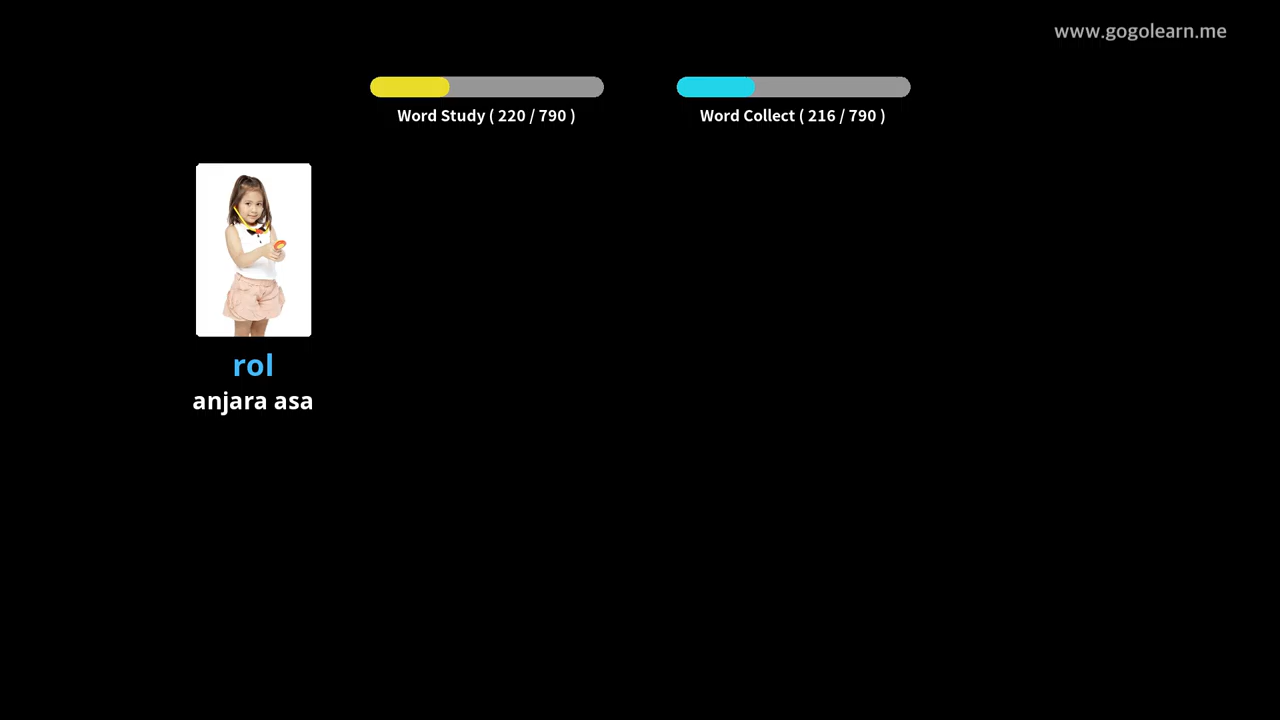 www.gogolearn.me
Word Study ( 220 / 790 )
Word Collect ( 216 / 790 )
rol
anjara asa